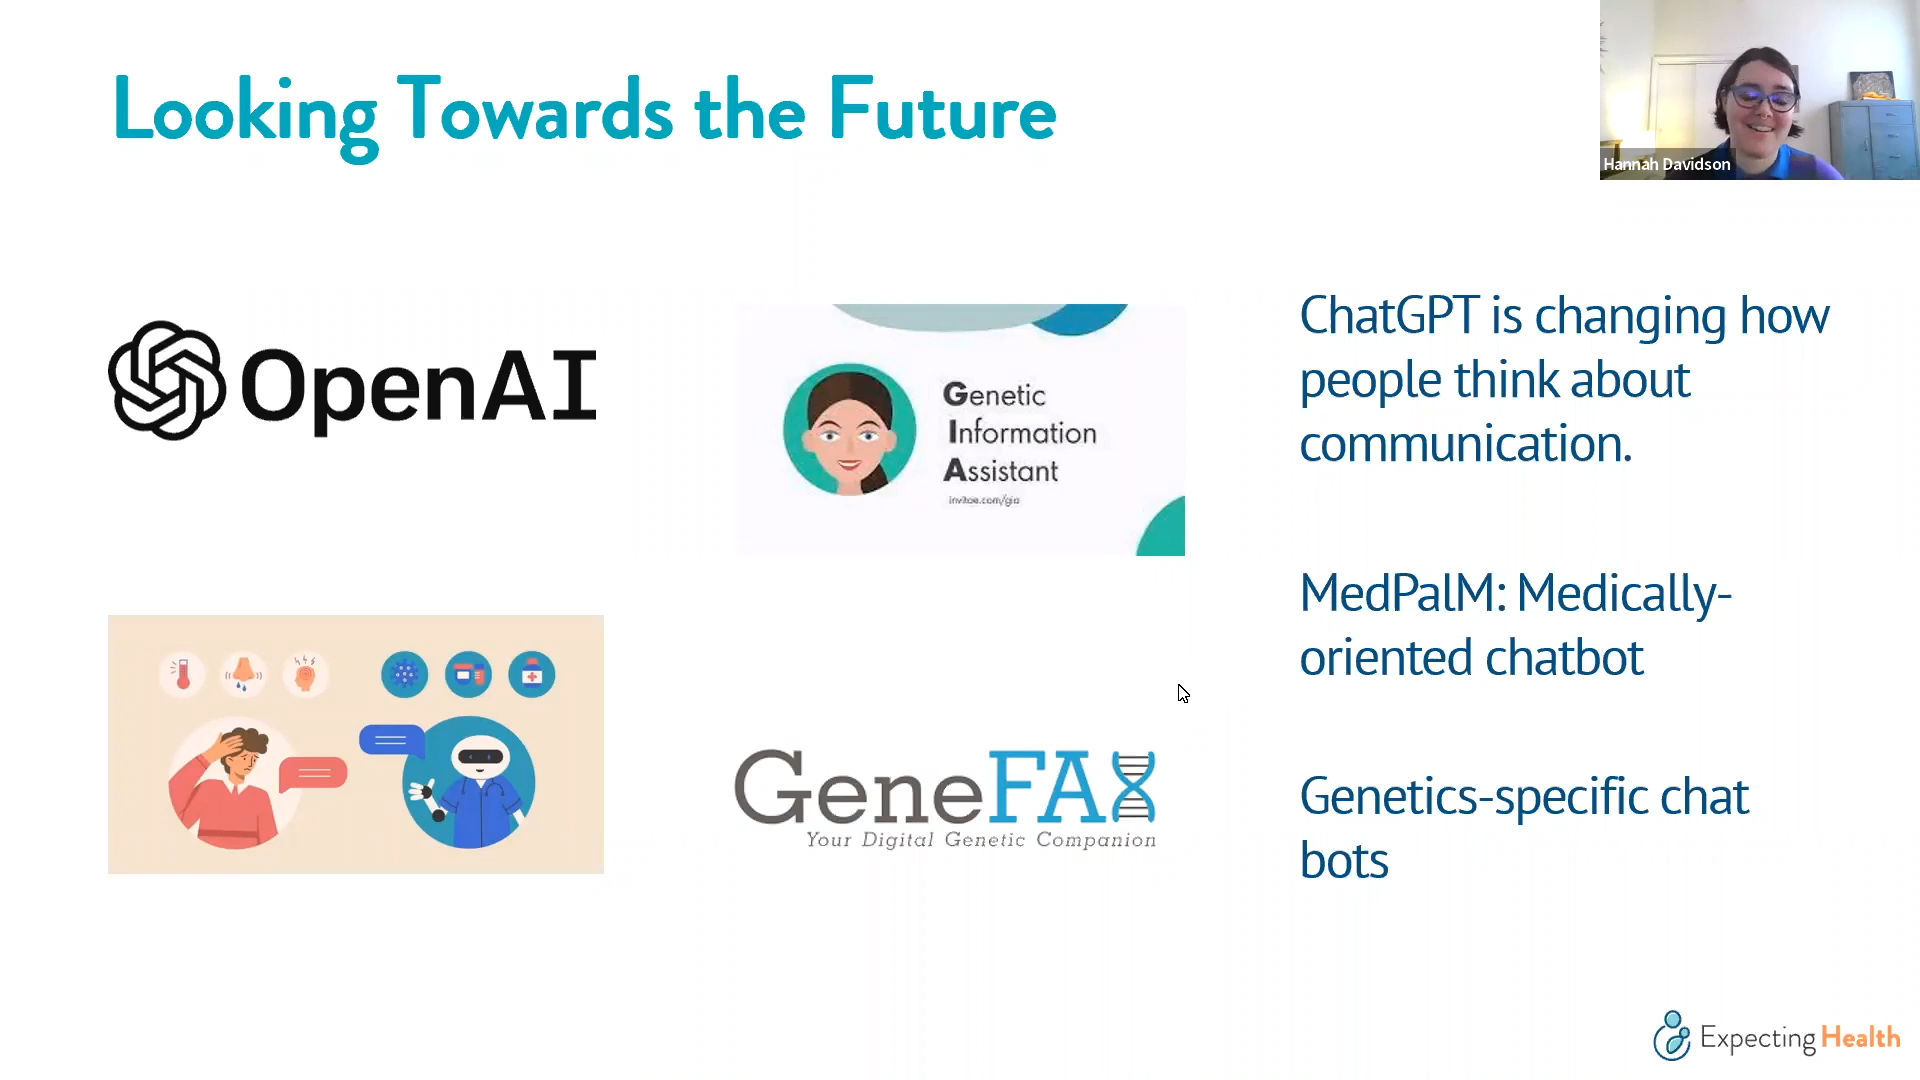 Looking Towards the Future
Hannah Davidson
OpenAI
Genetic
Information
Assistant
invitae.com/gia
ChatGPT is changing how
people think about
communication.
MedPalM: Medically-
oriented chatbot
GeneFAX
Your Digital Genetic Companion
Genetics-specific chat
bots
Expecting Health